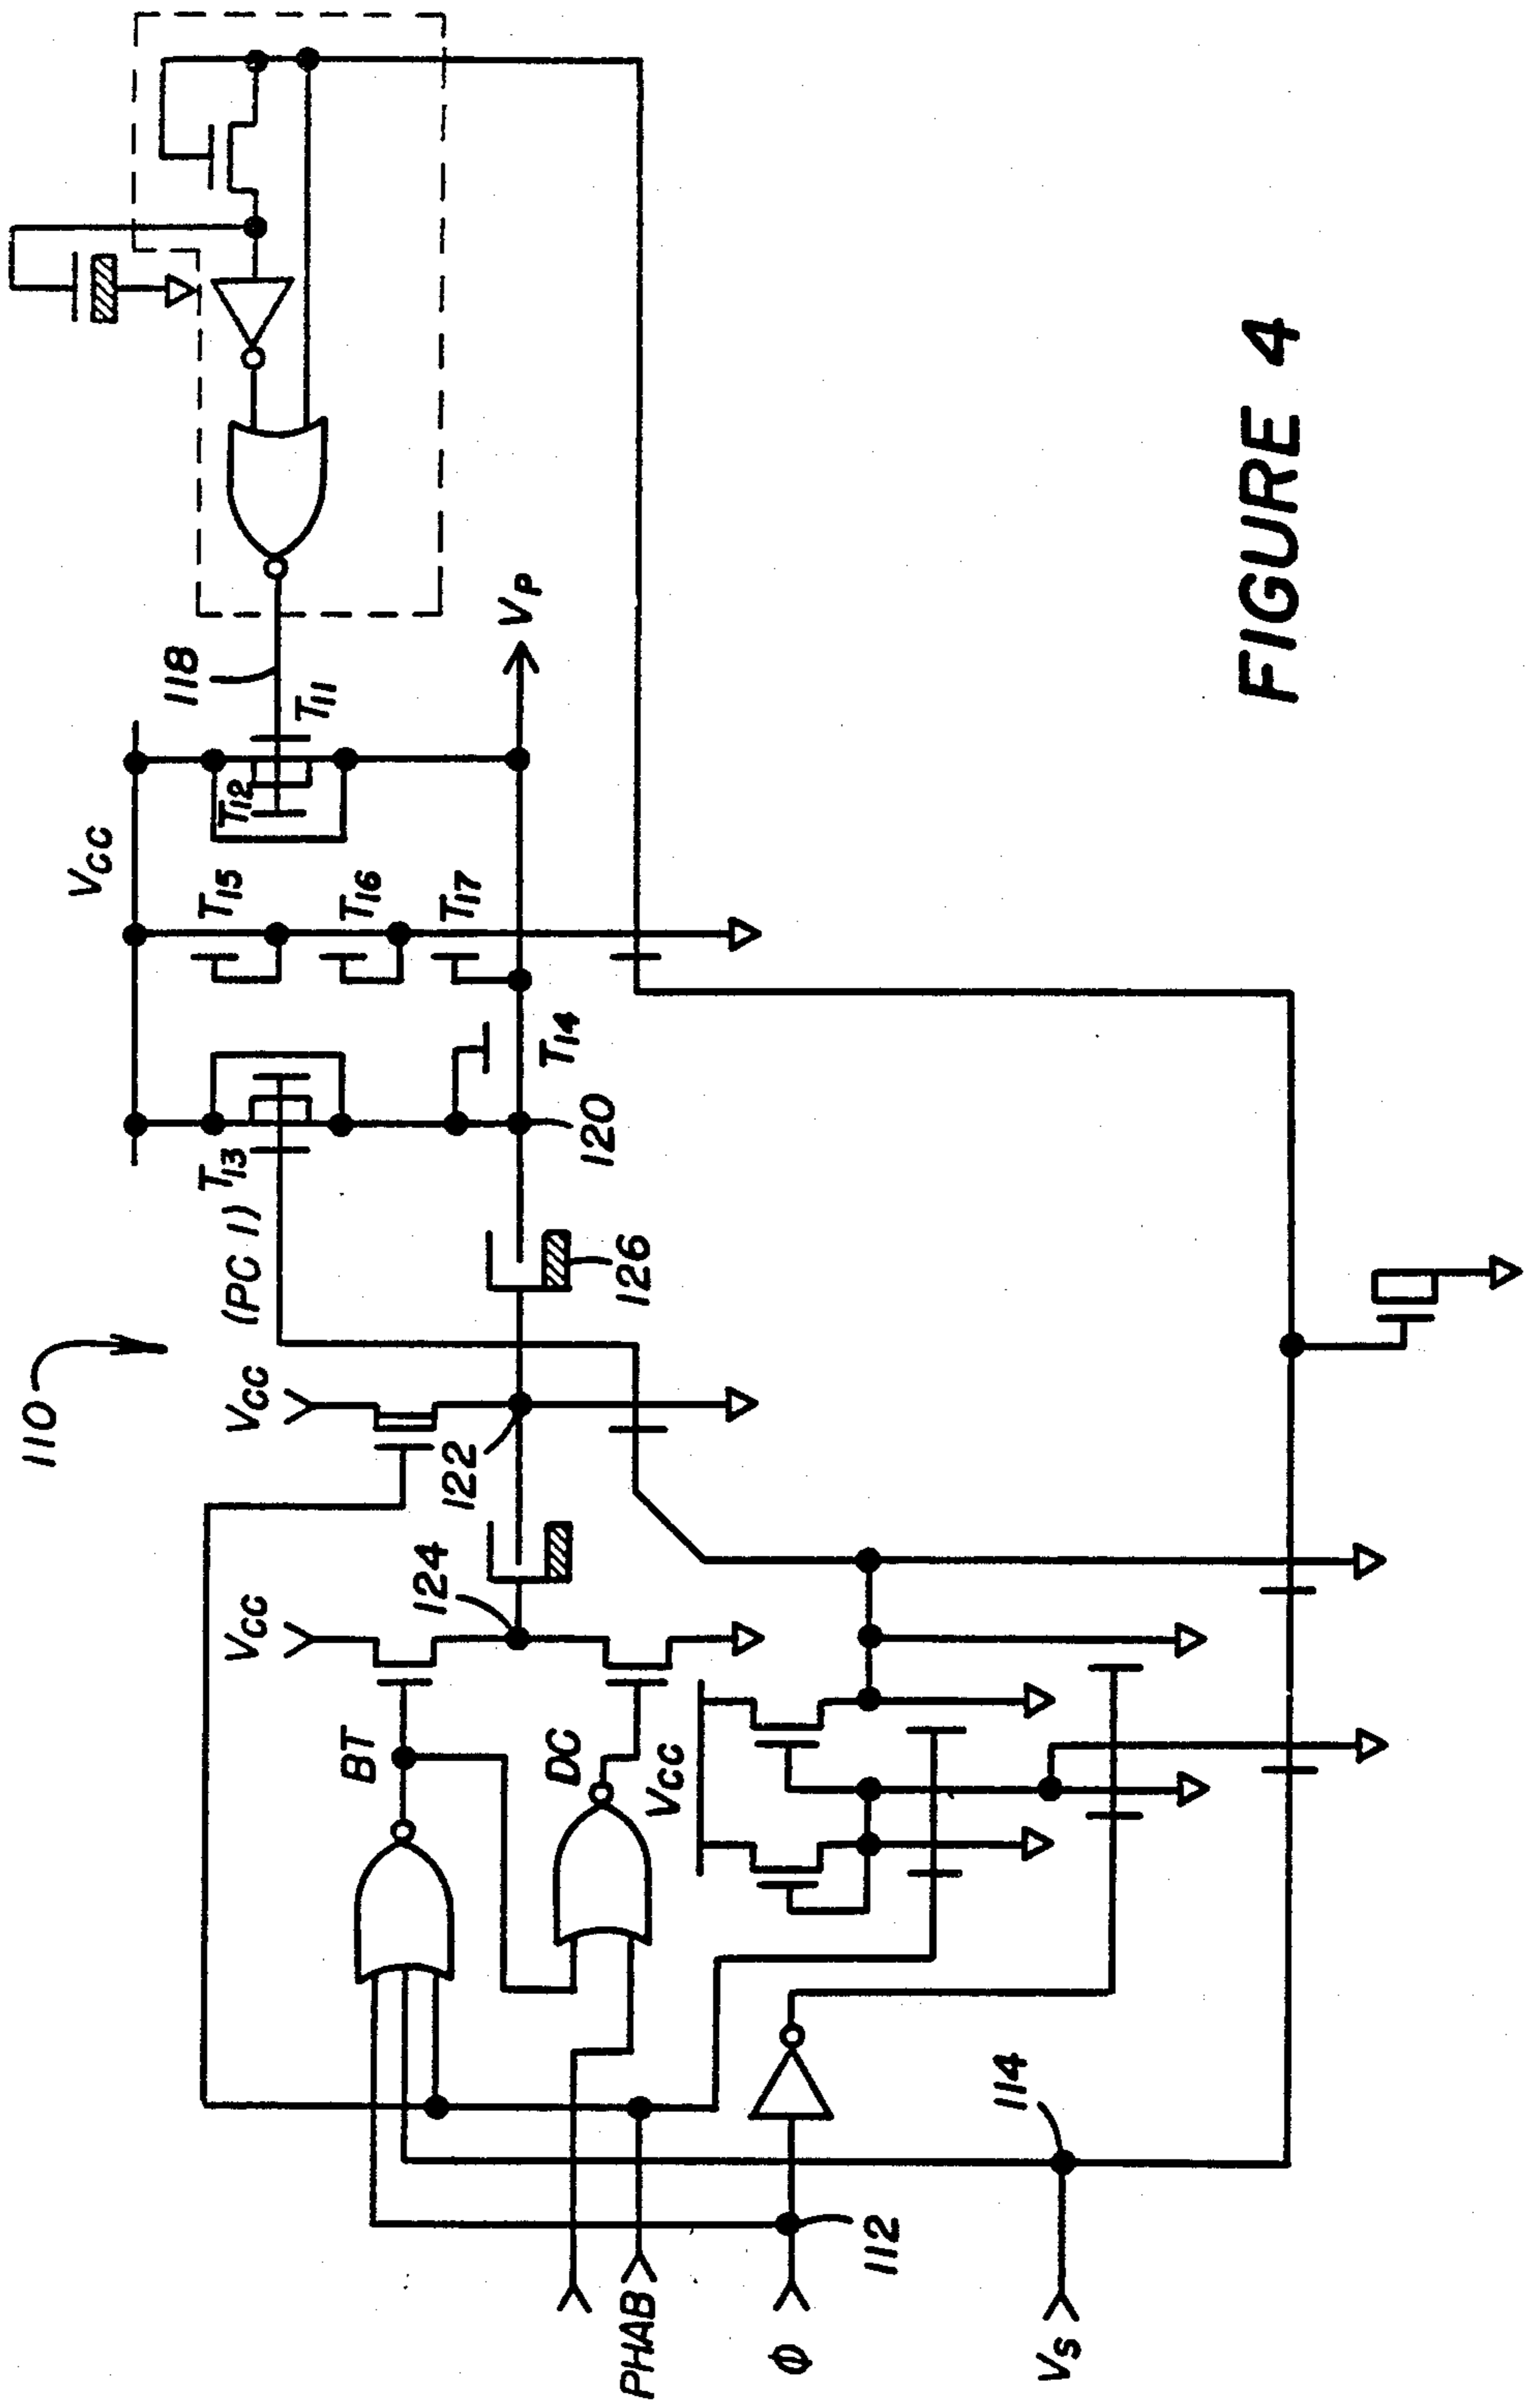 110
VCC
118
T15
T12
T11
(PC 1) T13
T16
VCC
T17
VP
VCC
124
122
T14
BT
126
120
DC
VCC
PHAB
Φ
112
114
VS
FIGURE 4